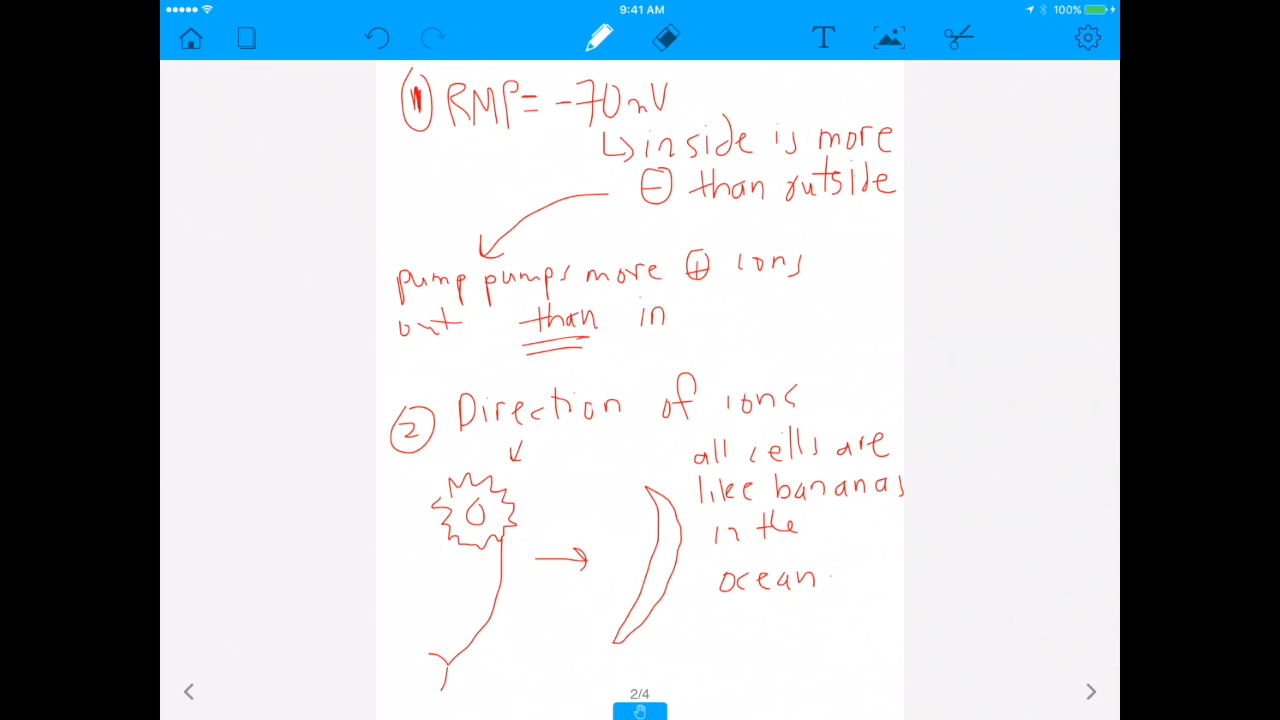 9:41 AM
100%
T
① RMP= -70mV
↳ inside is more
⊖ than outside
pump pumps more ⊕ ions
out than in
② Direction of ions
all cells are
like bananas
in the
ocean
2/4